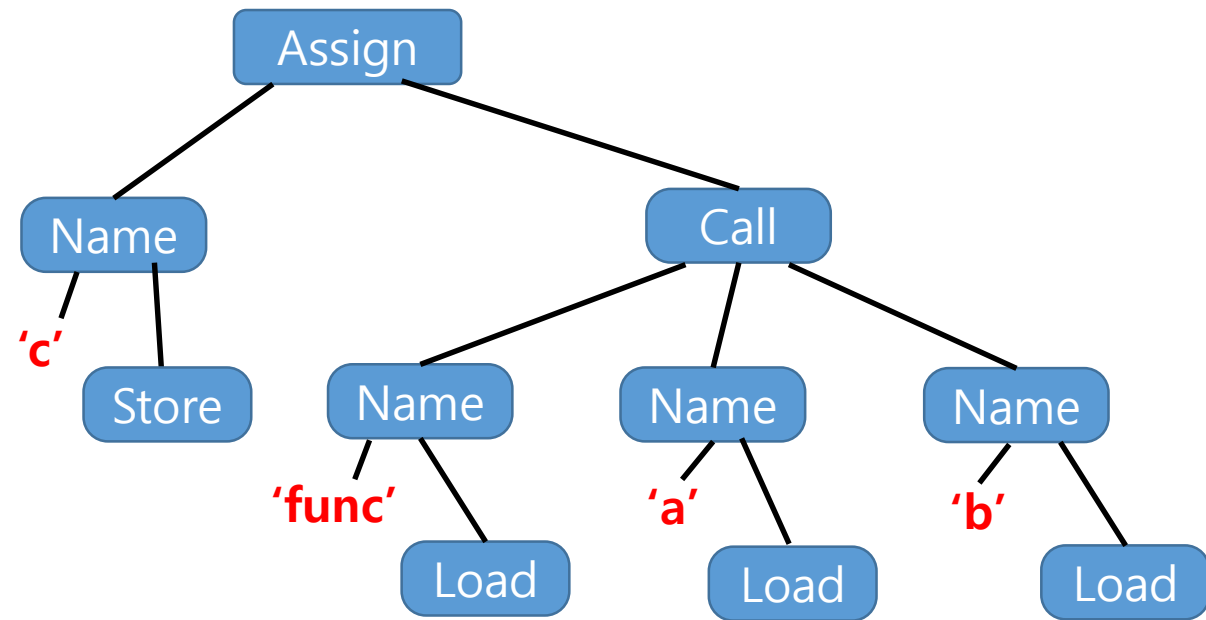 Assign
Name
Call
‘c’
Store
Name
Name
Name
‘func’
‘a’
‘b’
Load
Load
Load